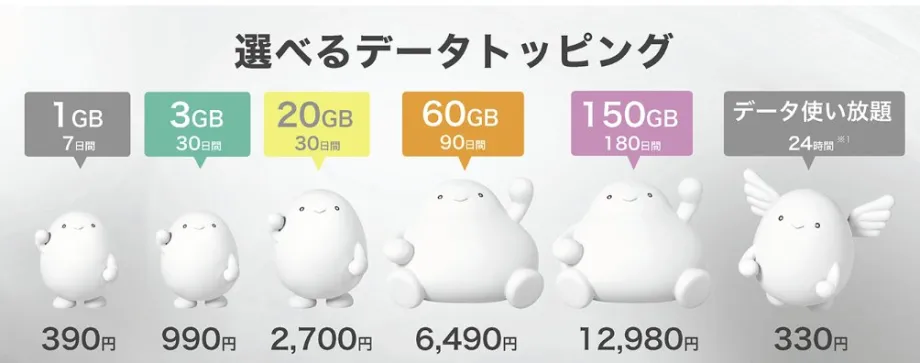 選べるデータトッピング
1GB
7日間
3GB
30日間
20GB
30日間
60GB
90日間
150GB
180日間
データ使い放題
24時間※1
390円
990円
2,700円
6,490円
12,980円
330円